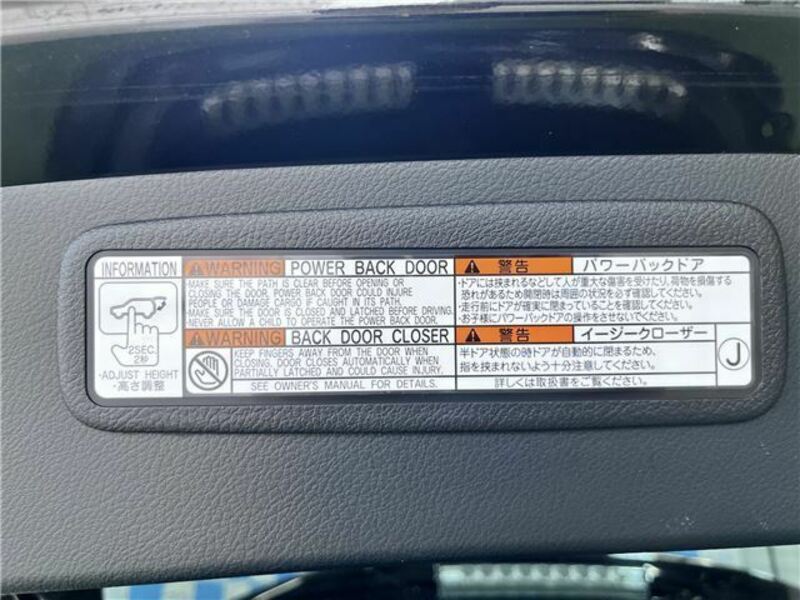 INFORMATION
2SEC.
2秒
・ADJUST HEIGHT
・高さ調整
WARNING POWER BACK DOOR
・MAKE SURE THE PATH IS CLEAR BEFORE OPENING OR
CLOSING THE DOOR. POWER BACK DOOR COULD INJURE
PEOPLE OR DAMAGE CARGO IF CAUGHT IN ITS PATH.
・MAKE SURE THE DOOR IS CLOSED AND LATCHED BEFORE DRIVING.
・NEVER ALLOW A CHILD TO OPERATE THE POWER BACK DOOR.
警告 パワーバックドア
・ドアには挟まれるなどして人が重大な傷害を受けたり、荷物を損傷する
恐れがあるため開閉時は周囲の状況を必ず確認してください。
・走行前にドアが確実に閉まっていることを確認してください。
・お子様にパワーバックドアの操作をさせないでください。
WARNING BACK DOOR CLOSER
KEEP FINGERS AWAY FROM THE DOOR WHEN
CLOSING. DOOR CLOSES AUTOMATICALLY WHEN
PARTIALLY LATCHED AND COULD CAUSE INJURY.
SEE OWNER'S MANUAL FOR DETAILS.
警告 イージークローザー
半ドア状態の時ドアが自動的に閉まるため、
指を挟まれないよう十分注意してください。
詳しくは取扱書をご覧ください。
J